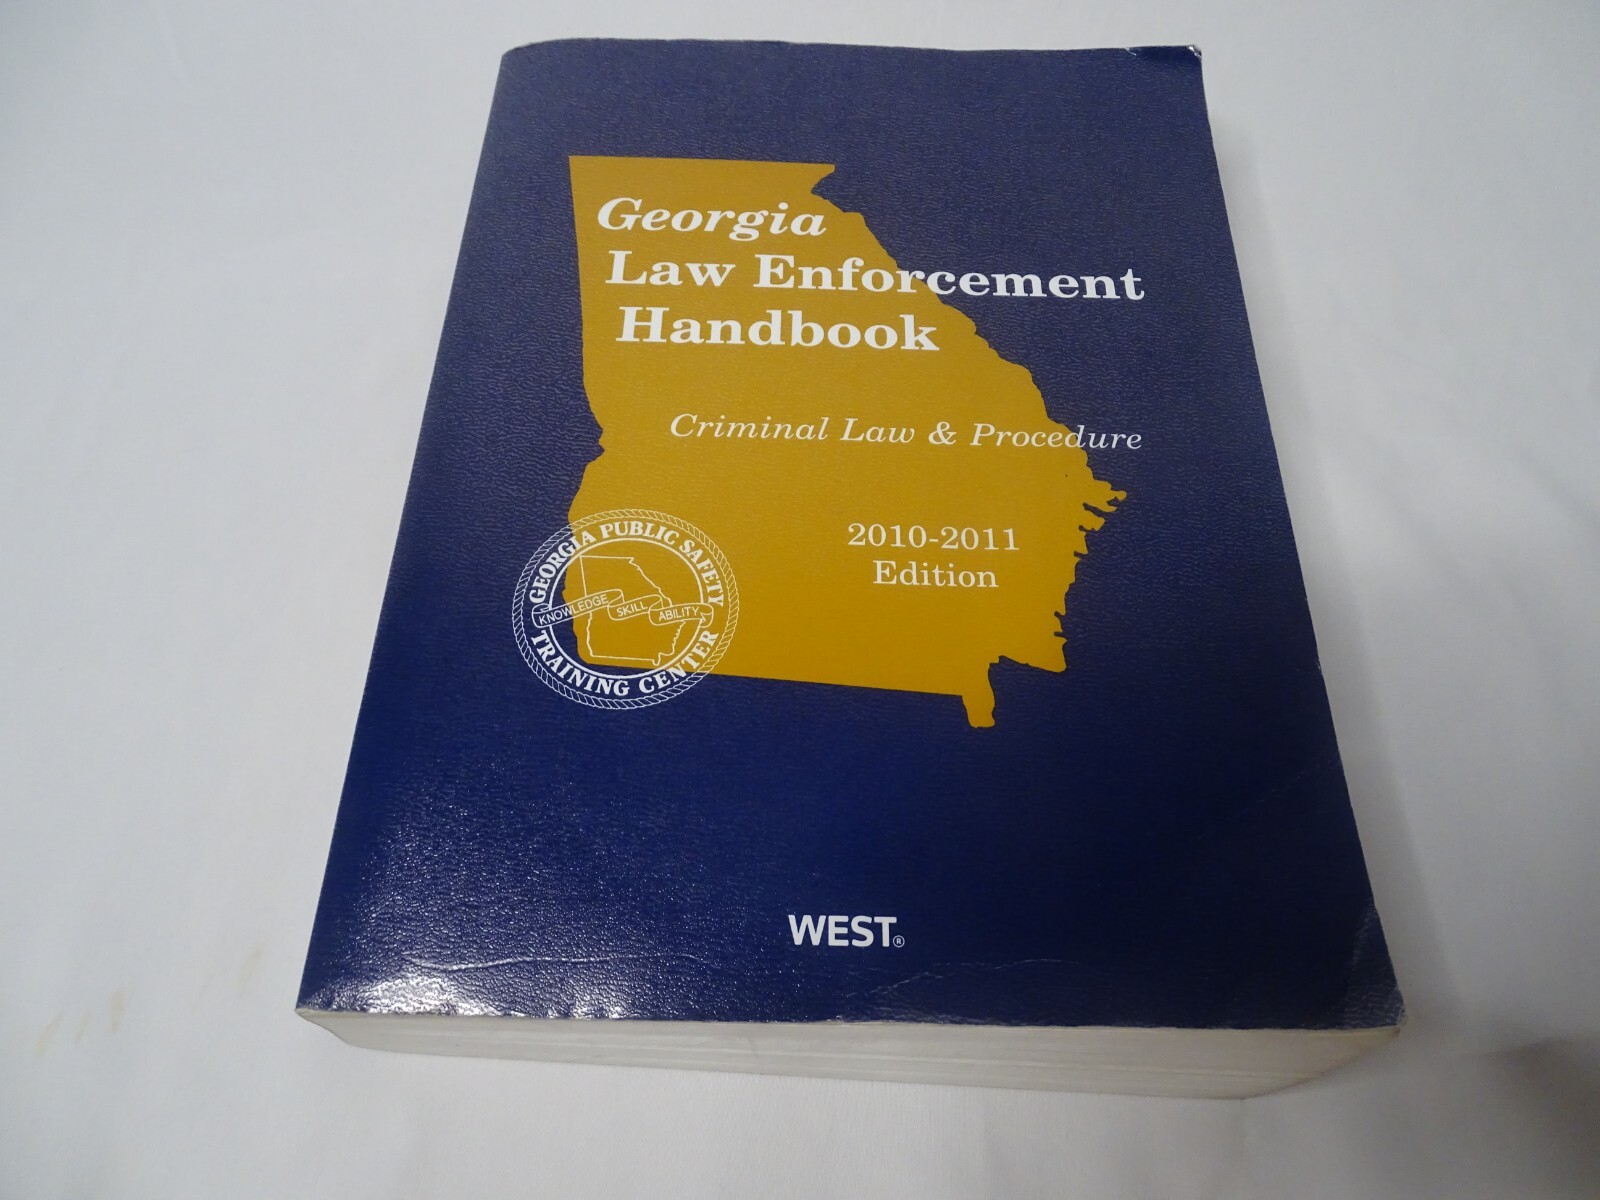 Georgia
Law Enforcement
Handbook
Criminal Law & Procedure
2010-2011
Edition
GEORGIA PUBLIC SAFETY
KNOWLEDGE SKILL ABILITY
TRAINING CENTER
WEST®